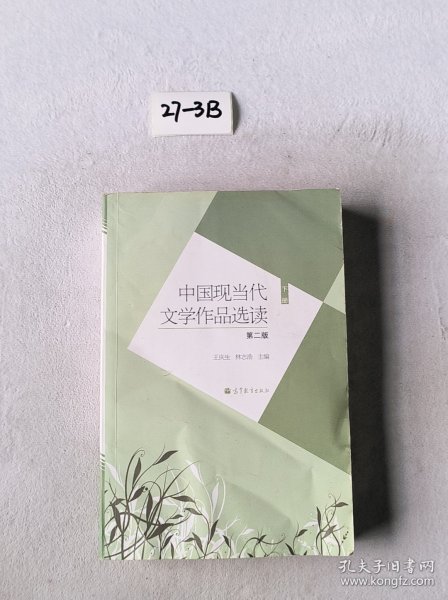 27-3B
中国现当代
下册
文学作品选读
第二版
王庆生 林志浩 主编
高等教育出版社
孔夫子旧书网
www.kongfz.com